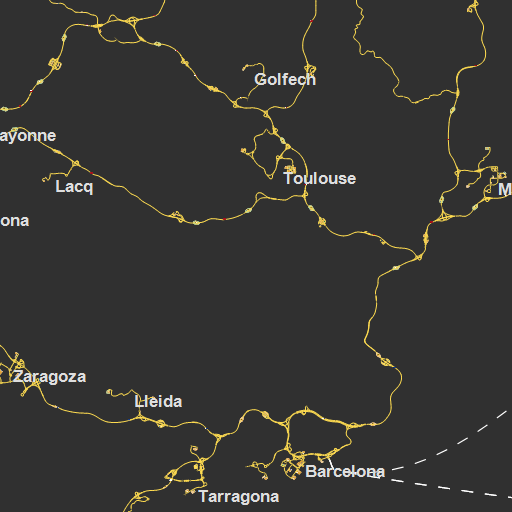 Golfech
ayonne
Toulouse
Lacq
M
ona
Zaragoza
Lleida
Barcelona
Tarragona